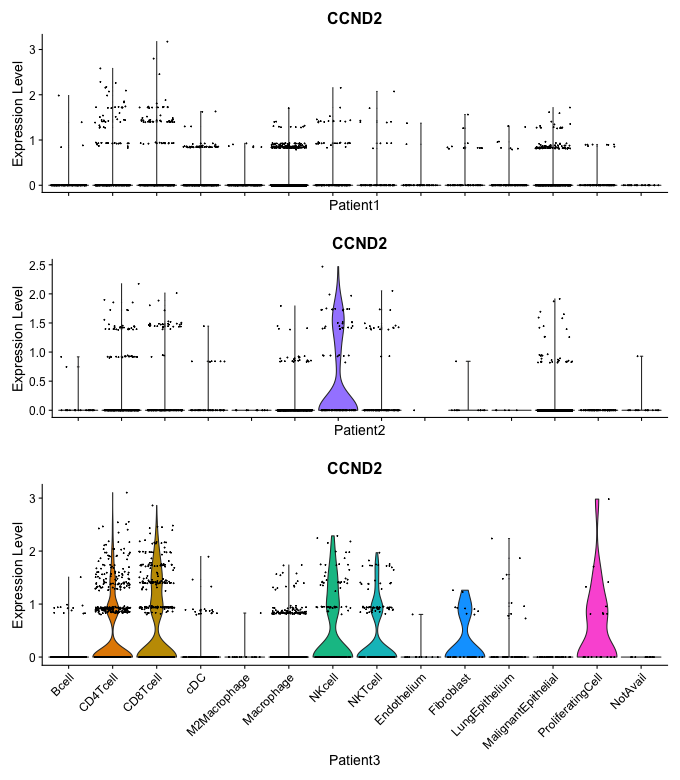 CCND2
Expression Level
3
2
1
0
Patient1
CCND2
Expression Level
2.5
2.0
1.5
1.0
0.5
0.0
Patient2
CCND2
Expression Level
3
2
1
0
Bcell
CD4Tcell
CD8Tcell
cDC
M2Macrophage
Macrophage
NKcell
NKTcell
Endothelium
Fibroblast
LungEpithelium
MalignantEpithelial
ProliferatingCell
NotAvail
Patient3